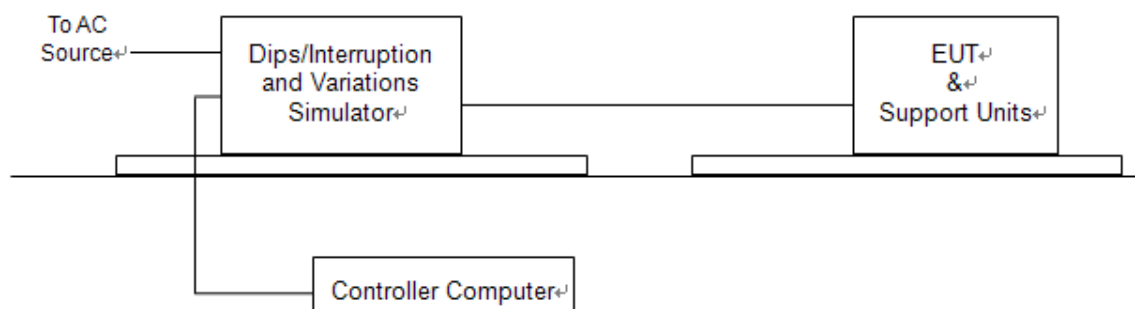 To AC
Source↵
Dips/Interruption
and Variations
Simulator↵
EUT↵
&↵
Support Units↵
Controller Computer↵